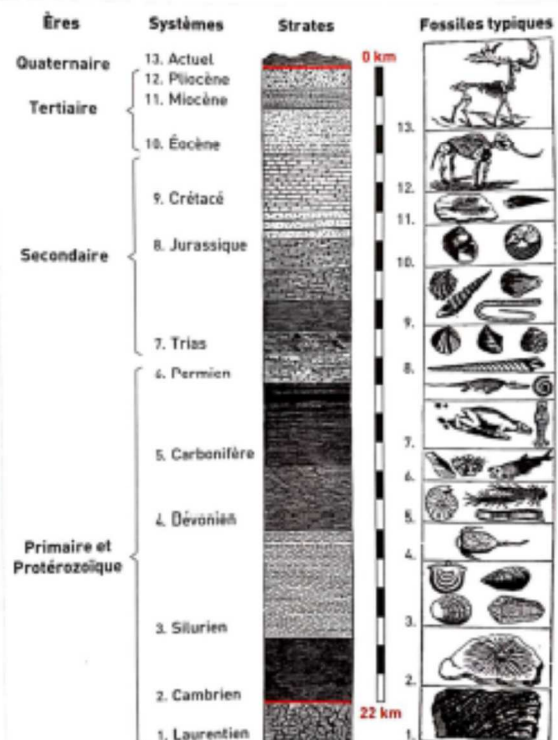 Ères Systèmes Strates Fossiles typiques
Quaternaire
Tertiaire
Secondaire
Primaire et
Protérozoïque
13. Actuel
12. Pliocène
11. Miocène
10. Éocène
9. Crétacé
8. Jurassique
7. Trias
6. Permien
5. Carbonifère
4. Dévonien
3. Silurien
2. Cambrien
1. Laurentien
0 km
22 km
13.
12.
11.
10.
9.
8.
7.
6.
5.
4.
3.
2.
1.